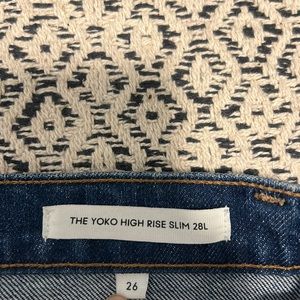 THE YOKO HIGH RISE SLIM 28L
26